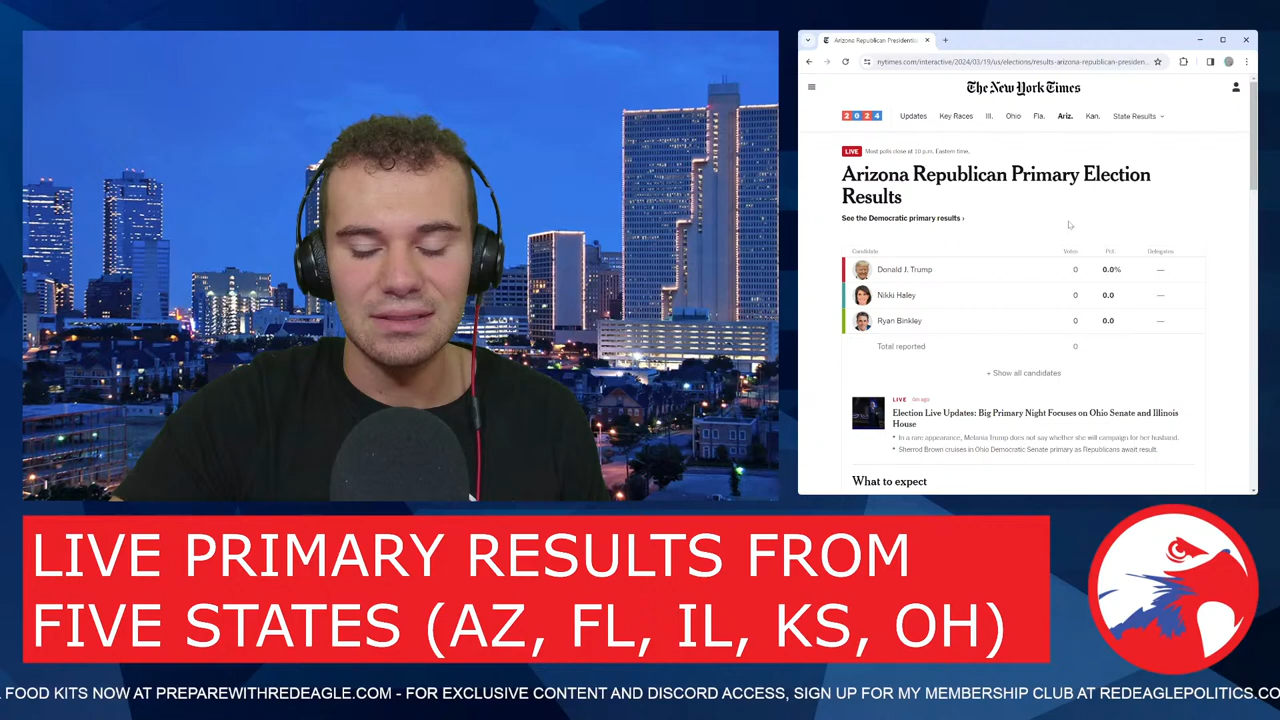 Arizona Republican Presidentia
nytimes.com/interactive/2024/03/19/us/elections/results-arizona-republican-presiden...
The New York Times
2024 Updates Key Races Ill. Ohio Fla. Ariz. Kan. State Results
LIVE Most polls close at 10 p.m. Eastern time.
Arizona Republican Primary Election
Results
See the Democratic primary results ›
Candidate Votes Pct. Delegates
Donald J. Trump 0 0.0% —
Nikki Haley 0 0.0 —
Ryan Binkley 0 0.0 —
Total reported 0
+ Show all candidates
LIVE 0m ago
Election Live Updates: Big Primary Night Focuses on Ohio Senate and Illinois
House
• In a rare appearance, Melania Trump does not say whether she will campaign for her husband.
• Sherrod Brown cruises in Ohio Democratic Senate primary as Republicans await result.
What to expect
LIVE PRIMARY RESULTS FROM
FIVE STATES (AZ, FL, IL, KS, OH)
FOOD KITS NOW AT PREPAREWITHREDEAGLE.COM - FOR EXCLUSIVE CONTENT AND DISCORD ACCESS, SIGN UP FOR MY MEMBERSHIP CLUB AT REDEAGLEPOLITICS.CO